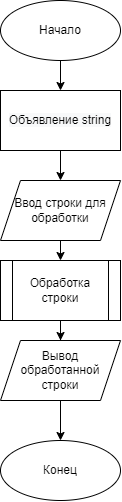 Начало
Объявление string
Ввод строки для
обработки
Обработка
строки
Вывод
обработанной
строки
Конец